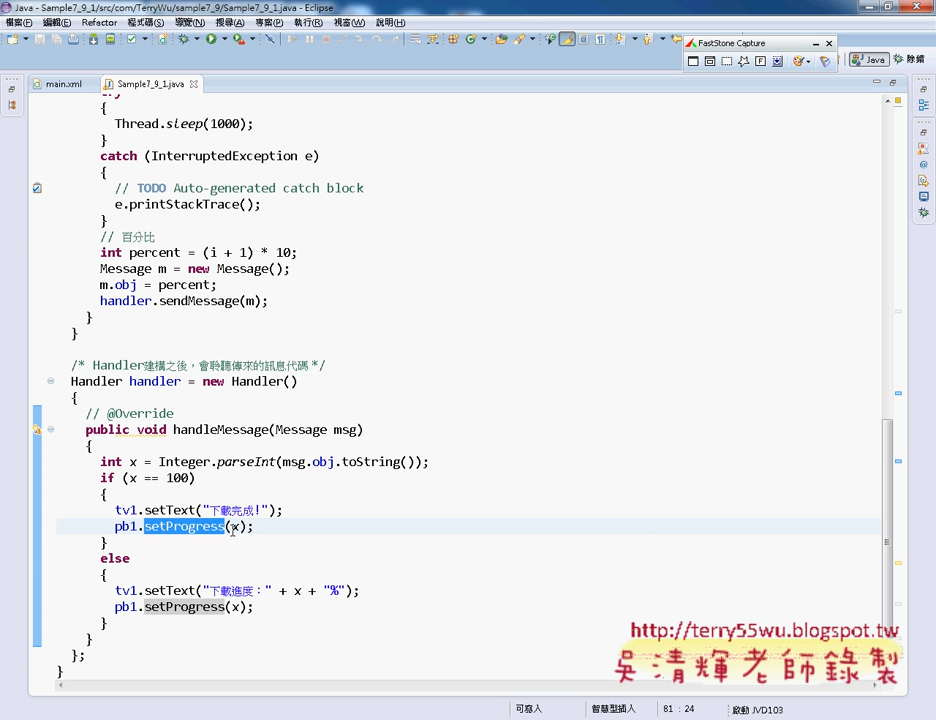 Java - Sample7_9_1/src/com/TerryWu/sample7_9/Sample7_9_1.java - Eclipse
檔案(F) 編輯(E) Refactor 程式碼(S) 導覽(N) 搜尋(A) 專案(P) 執行(R) 視窗(W) 說明(H)
FastStone Capture
Java 除錯
main.xml Sample7_9_1.java
try
{
Thread.sleep(1000);
}
catch (InterruptedException e)
{
// TODO Auto-generated catch block
e.printStackTrace();
}
// 百分比
int percent = (i + 1) * 10;
Message m = new Message();
m.obj = percent;
handler.sendMessage(m);
}
}
/* Handler建構之後，會聆聽傳來的訊息代碼 */
Handler handler = new Handler()
{
// @Override
public void handleMessage(Message msg)
{
int x = Integer.parseInt(msg.obj.toString());
if (x == 100)
{
tv1.setText("下載完成!");
pb1.setProgress(x);
}
else
{
tv1.setText("下載進度：" + x + "%");
pb1.setProgress(x);
}
}
};
}
http://terry55wu.blogspot.tw
吳清輝老師錄製
可寫入 智慧型插入 81 : 24 啟動 JVD103